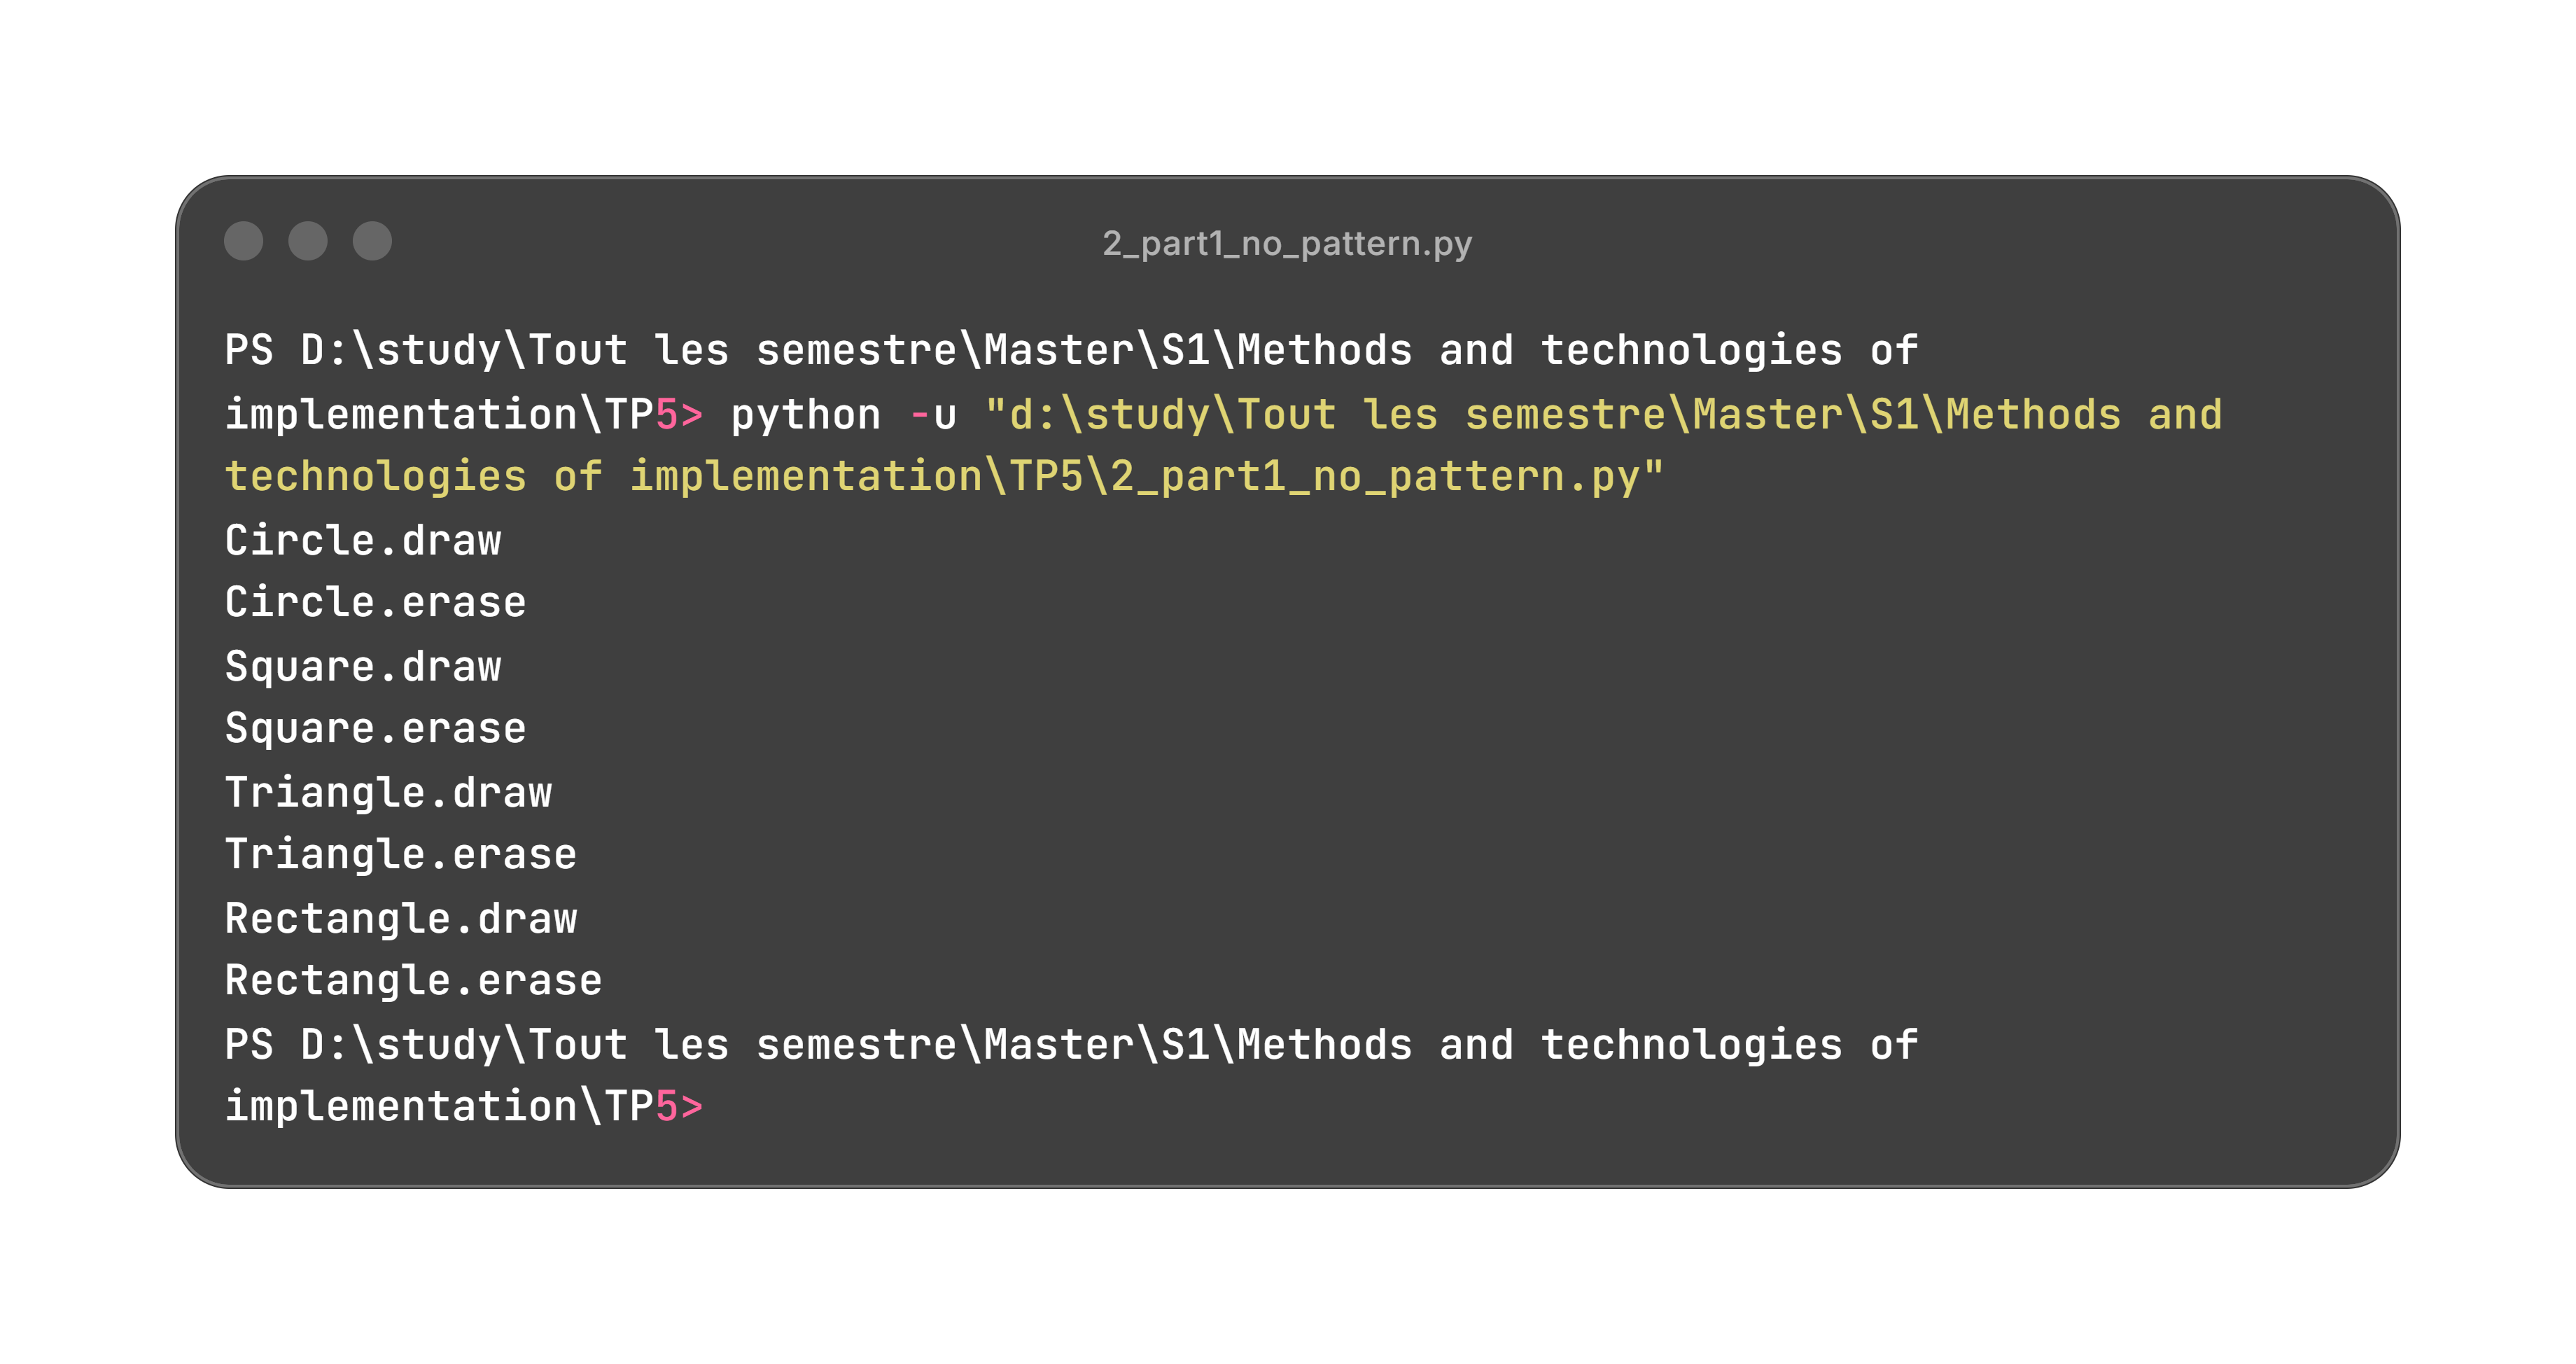 2_part1_no_pattern.py
PS D:\study\Tout les semestre\Master\S1\Methods and technologies of
implementation\TP5> python -u "d:\study\Tout les semestre\Master\S1\Methods and
technologies of implementation\TP5\2_part1_no_pattern.py"
Circle.draw
Circle.erase
Square.draw
Square.erase
Triangle.draw
Triangle.erase
Rectangle.draw
Rectangle.erase
PS D:\study\Tout les semestre\Master\S1\Methods and technologies of
implementation\TP5>